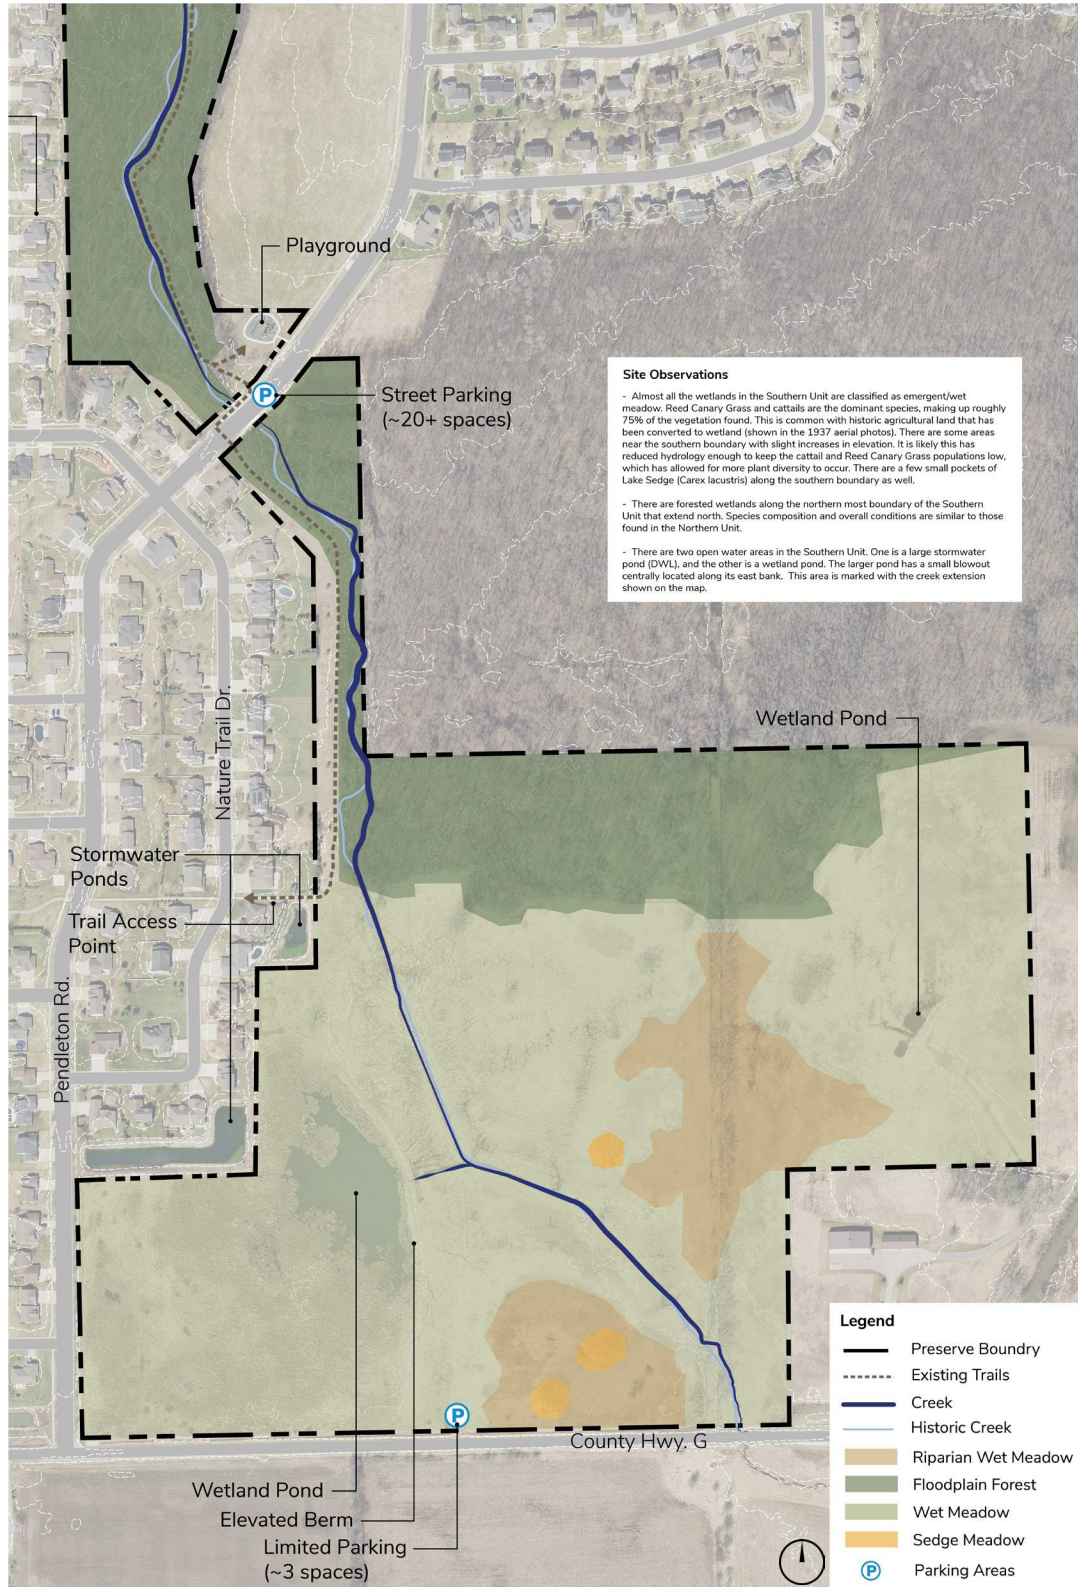 Playground
Street Parking
(~20+ spaces)
Site Observations
- Almost all the wetlands in the Southern Unit are classified as emergent/wet
meadow. Reed Canary Grass and cattails are the dominant species, making up roughly
75% of the vegetation found. This is common with historic agricultural land that has
been converted to wetland (shown in the 1937 aerial photos). There are some areas
near the southern boundary with slight increases in elevation. It is likely this has
reduced hydrology enough to keep the cattail and Reed Canary Grass populations low,
which has allowed for more plant diversity to occur. There are a few small pockets of
Lake Sedge (Carex lacustris) along the southern boundary as well.
- There are forested wetlands along the northern most boundary of the Southern
Unit that extend north. Species composition and overall conditions are similar to those
found in the Northern Unit.
- There are two open water areas in the Southern Unit. One is a large stormwater
pond (DWL), and the other is a wetland pond. The larger pond has a small blowout
centrally located along its east bank. This area is marked with the creek extension
shown on the map.
Wetland Pond
Nature Trail Dr.
Stormwater
Ponds
Trail Access
Point
Pendleton Rd.
County Hwy. G
Wetland Pond
Elevated Berm
Limited Parking
(~3 spaces)
Legend
Preserve Boundry
Existing Trails
Creek
Historic Creek
Riparian Wet Meadow
Floodplain Forest
Wet Meadow
Sedge Meadow
Parking Areas
P
P
P